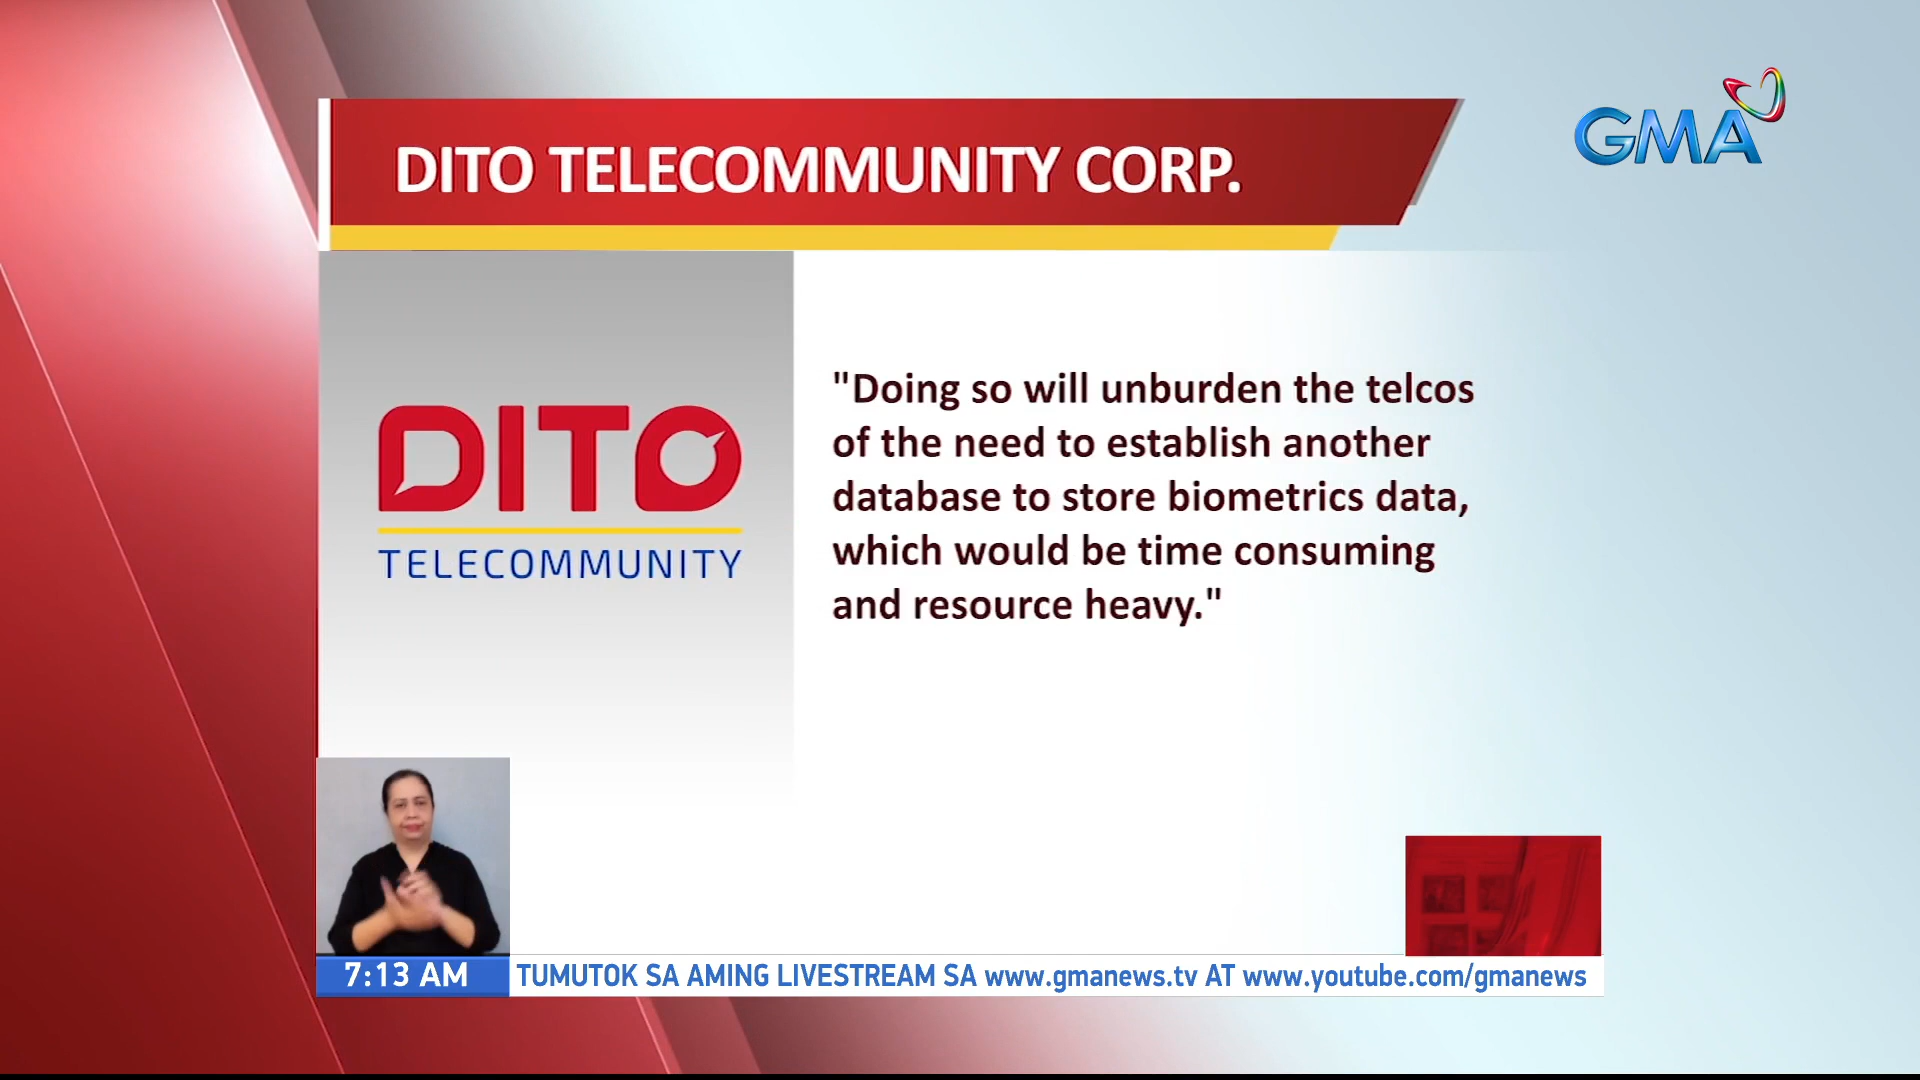 DITO TELECOMMUNITY CORP.
GMA
DITO
TELECOMMUNITY
"Doing so will unburden the telcos
of the need to establish another
database to store biometrics data,
which would be time consuming
and resource heavy."
7:13 AM
TUMUTOK SA AMING LIVESTREAM SA www.gmanews.tv AT www.youtube.com/gmanews